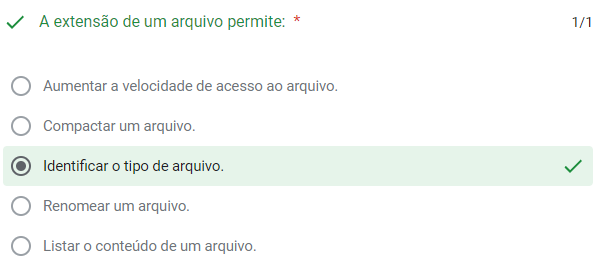 A extensão de um arquivo permite: * 1/1
Aumentar a velocidade de acesso ao arquivo.
Compactar um arquivo.
Identificar o tipo de arquivo.
Renomear um arquivo.
Listar o conteúdo de um arquivo.